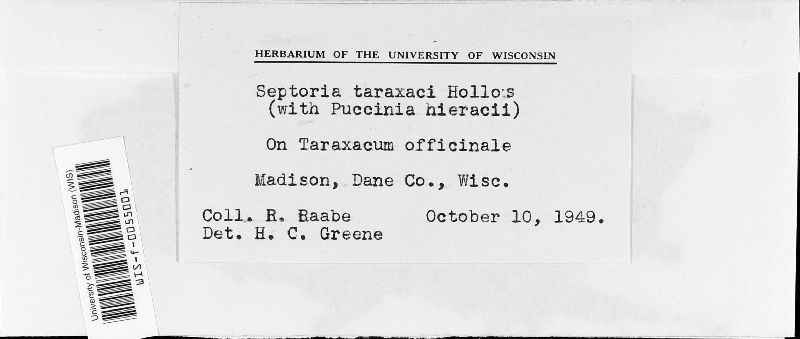 HERBARIUM OF THE UNIVERSITY OF WISCONSIN
Septoria taraxaci Hollos
(with Puccinia hieracii)
On Taraxacum officinale
Madison, Dane Co., Wisc.
Coll. R. Raabe October 10, 1949.
Det. H. C. Greene
University of Wisconsin-Madison (WIS)
WIS-f-0055001